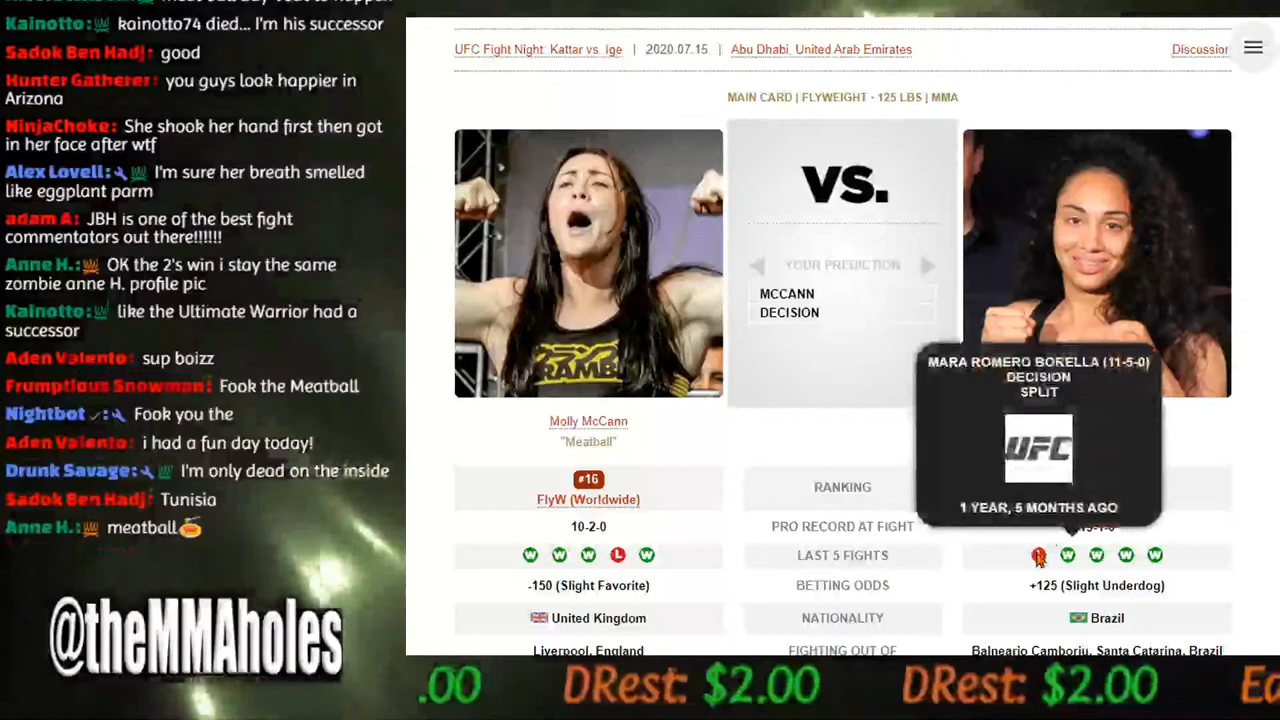 Kainotto: kainotto74 died... I'm his successor
Sadok Ben Hadj: good
Hunter Gatherer: you guys look happier in
Arizona
NinjaChoke: She shook her hand first then got
in her face after wtf
Alex Lovell: I'm sure her breath smelled
like eggplant parm
adam A: JBH is one of the best fight
commentators out there!!!!!!
Anne H.: OK the 2's win i stay the same
zombie anne H. profile pic
Kainotto: like the Ultimate Warrior had a
successor
Aden Valento: sup boizz
Frumptious Snowman: Fook the Meatball
Nightbot: Fook you the
Aden Valento: i had a fun day today!
Drunk Savage: I'm only dead on the inside
Sadok Ben Hadj: Tunisia
Anne H.: meatball
@theMMAholes
UFC Fight Night: Kattar vs. Ige | 2020.07.15 | Abu Dhabi, United Arab Emirates Discussion
MAIN CARD | FLYWEIGHT · 125 LBS | MMA
VS.
YOUR PREDICTION
MCCANN
DECISION
RAMB
MARA ROMERO BORELLA (11-5-0)
DECISION
SPLIT
UFC
1 YEAR, 5 MONTHS AGO
Molly McCann
"Meatball"
#16
FlyW (Worldwide)
RANKING
10-2-0 PRO RECORD AT FIGHT
W W W L W LAST 5 FIGHTS W W W W
-150 (Slight Favorite) BETTING ODDS +125 (Slight Underdog)
United Kingdom NATIONALITY Brazil
Liverpool, England FIGHTING OUT OF Balneario Camboriu, Santa Catarina, Brazil
.00 DRest: $2.00 DRest: $2.00